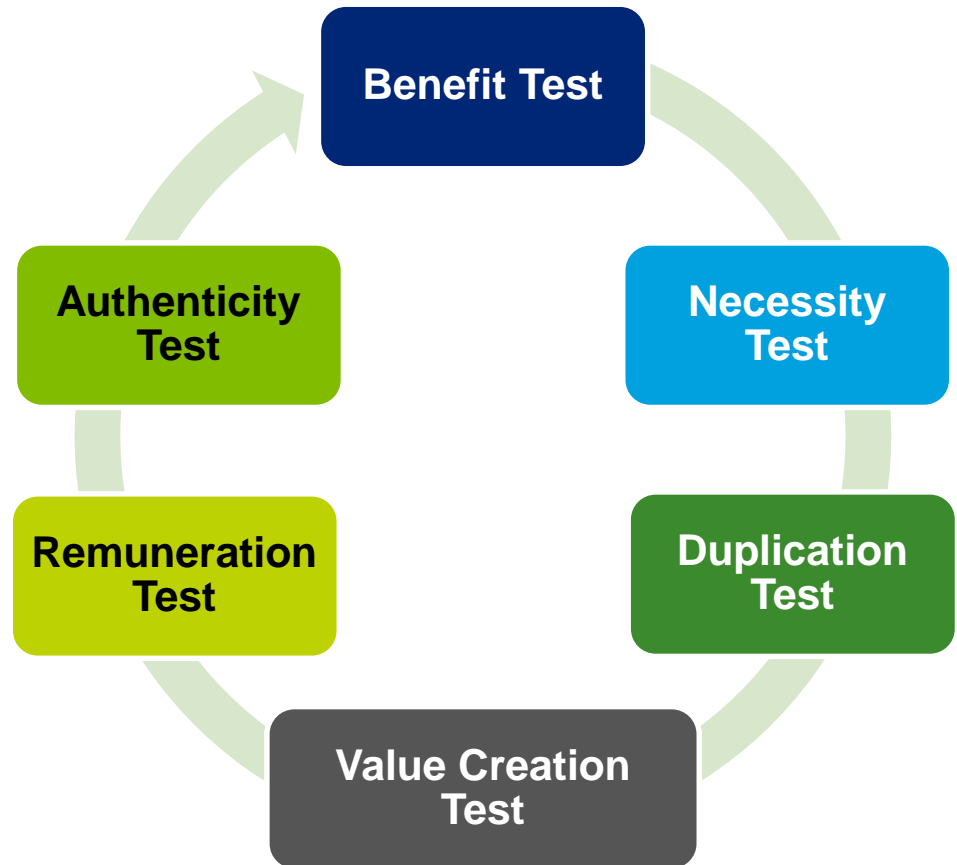 Benefit Test
Necessity
Test
Duplication
Test
Value Creation
Test
Remuneration
Test
Authenticity
Test